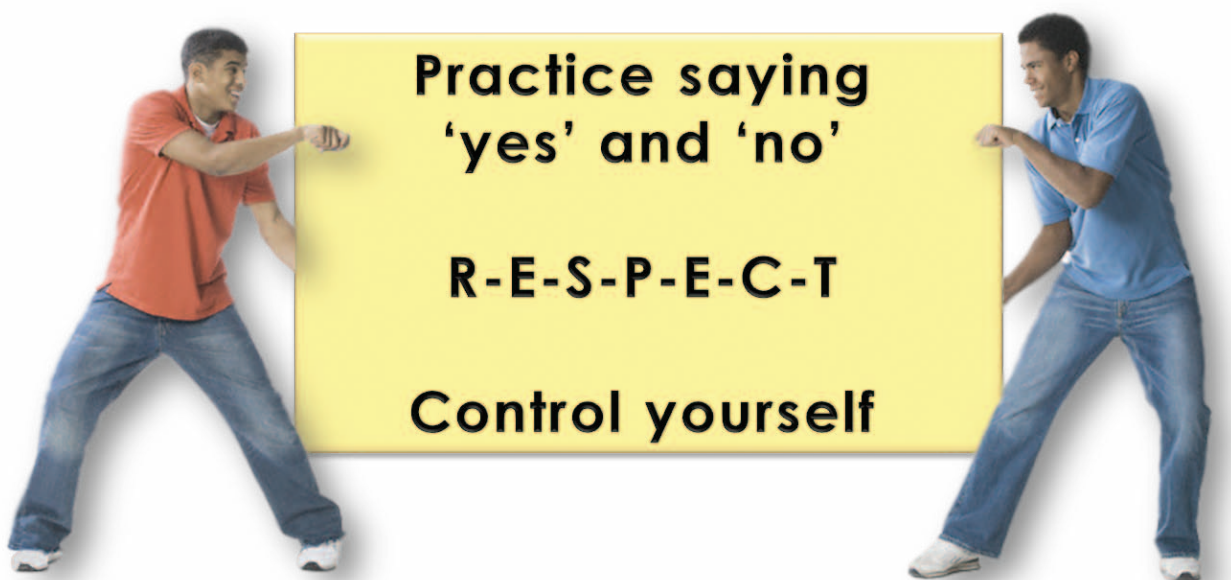 Practice saying
‘yes’ and ‘no’
R-E-S-P-E-C-T
Control yourself